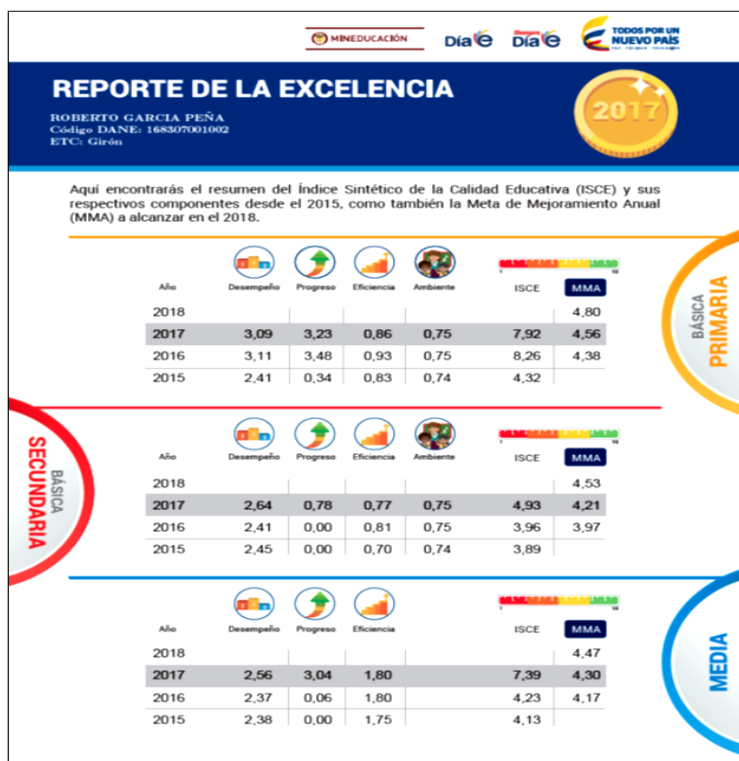 MINEDUCACIÓN
Día e
Siempre Día e
TODOS POR UN
NUEVO PAÍS
PAZ EQUIDAD EDUCACIÓN
REPORTE DE LA EXCELENCIA
2017
ROBERTO GARCIA PEÑA
Código DANE: 168307001002
ETC: Girón
Aquí encontrarás el resumen del Índice Sintético de la Calidad Educativa (ISCE) y sus
respectivos componentes desde el 2015, como también la Meta de Mejoramiento Anual
(MMA) a alcanzar en el 2018.
BÁSICA
PRIMARIA
1 10
Año Desempeño Progreso Eficiencia Ambiente ISCE MMA
2018 4,80
2017 3,09 3,23 0,86 0,75 7,92 4,56
2016 3,11 3,48 0,93 0,75 8,26 4,38
2015 2,41 0,34 0,83 0,74 4,32
BÁSICA
SECUNDARIA
1 10
Año Desempeño Progreso Eficiencia Ambiente ISCE MMA
2018 4,53
2017 2,64 0,78 0,77 0,75 4,93 4,21
2016 2,41 0,00 0,81 0,75 3,96 3,97
2015 2,45 0,00 0,70 0,74 3,89
MEDIA
1 10
Año Desempeño Progreso Eficiencia ISCE MMA
2018 4,47
2017 2,56 3,04 1,80 7,39 4,30
2016 2,37 0,06 1,80 4,23 4,17
2015 2,38 0,00 1,75 4,13